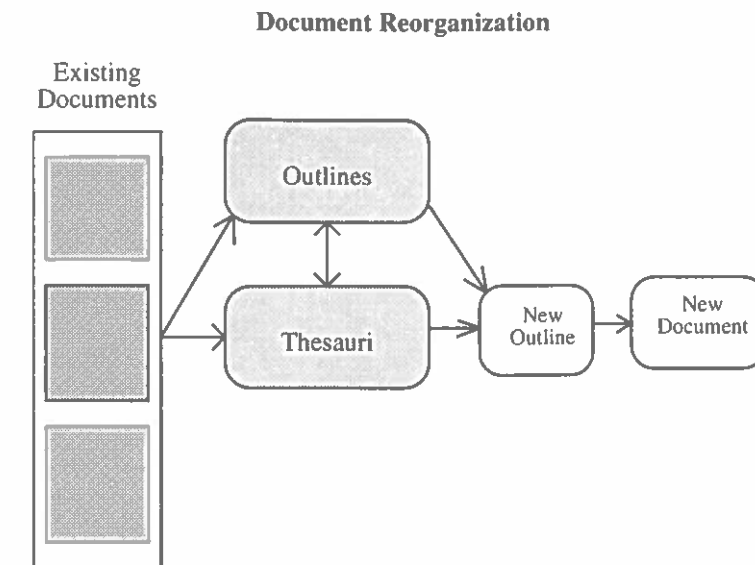 Document Reorganization
Existing
Documents
Outlines
Thesauri
New
Outline
New
Document